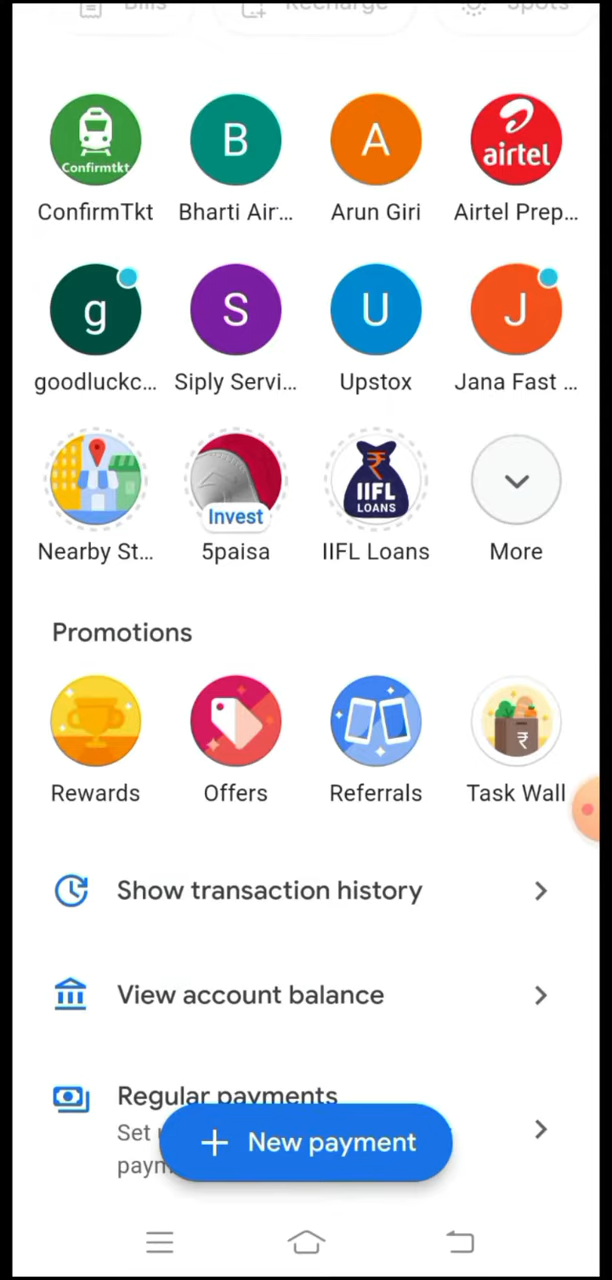 Bills Recharge Spots
Confirmtkt B A airtel
ConfirmTkt Bharti Air... Arun Giri Airtel Prep...
g S U J
goodluckc... Siply Servi... Upstox Jana Fast ...
Invest IIFL LOANS
Nearby St... 5paisa IIFL Loans More
Promotions
₹
Rewards Offers Referrals Task Wall
Show transaction history
View account balance
Regular payments
Set
+ New payment
paym